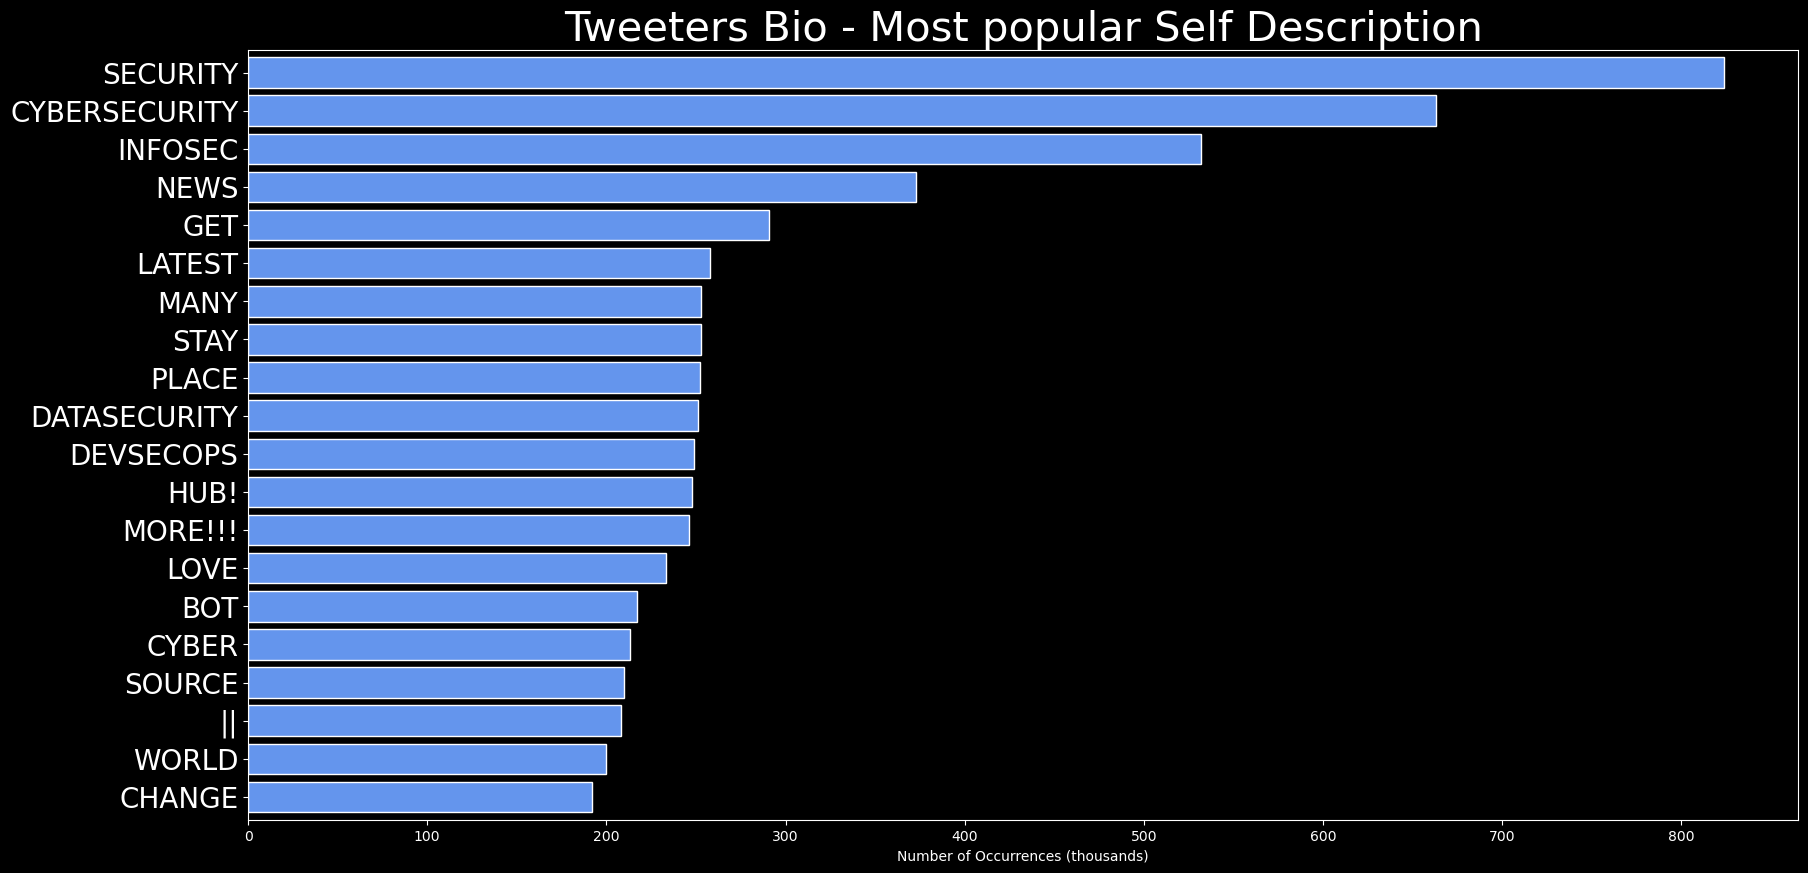 Tweeters Bio - Most popular Self Description
SECURITY
CYBERSECURITY
INFOSEC
NEWS
GET
LATEST
MANY
STAY
PLACE
DATASECURITY
DEVSECOPS
HUB!
MORE!!!
LOVE
BOT
CYBER
SOURCE
||
WORLD
CHANGE
0 100 200 300 400 500 600 700 800
Number of Occurrences (thousands)